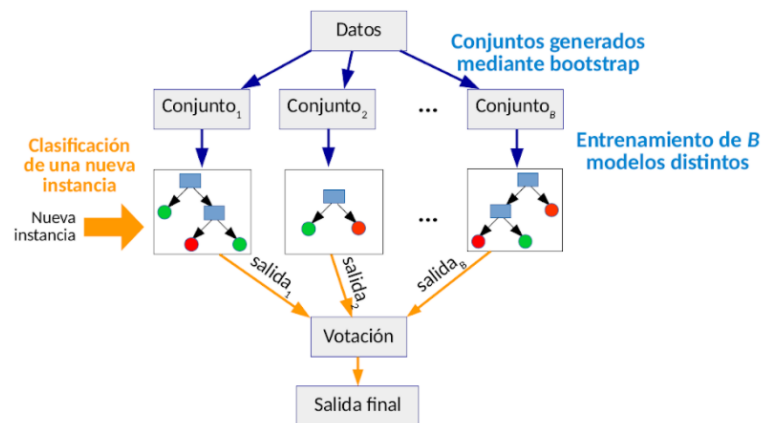 Datos
Conjuntos generados
mediante bootstrap
Conjunto1
Conjunto2
...
ConjuntoB
Entrenamiento de B
modelos distintos
Clasificación
de una nueva
instancia
Nueva
instancia
...
salida1
salida2
salidaB
Votación
Salida final